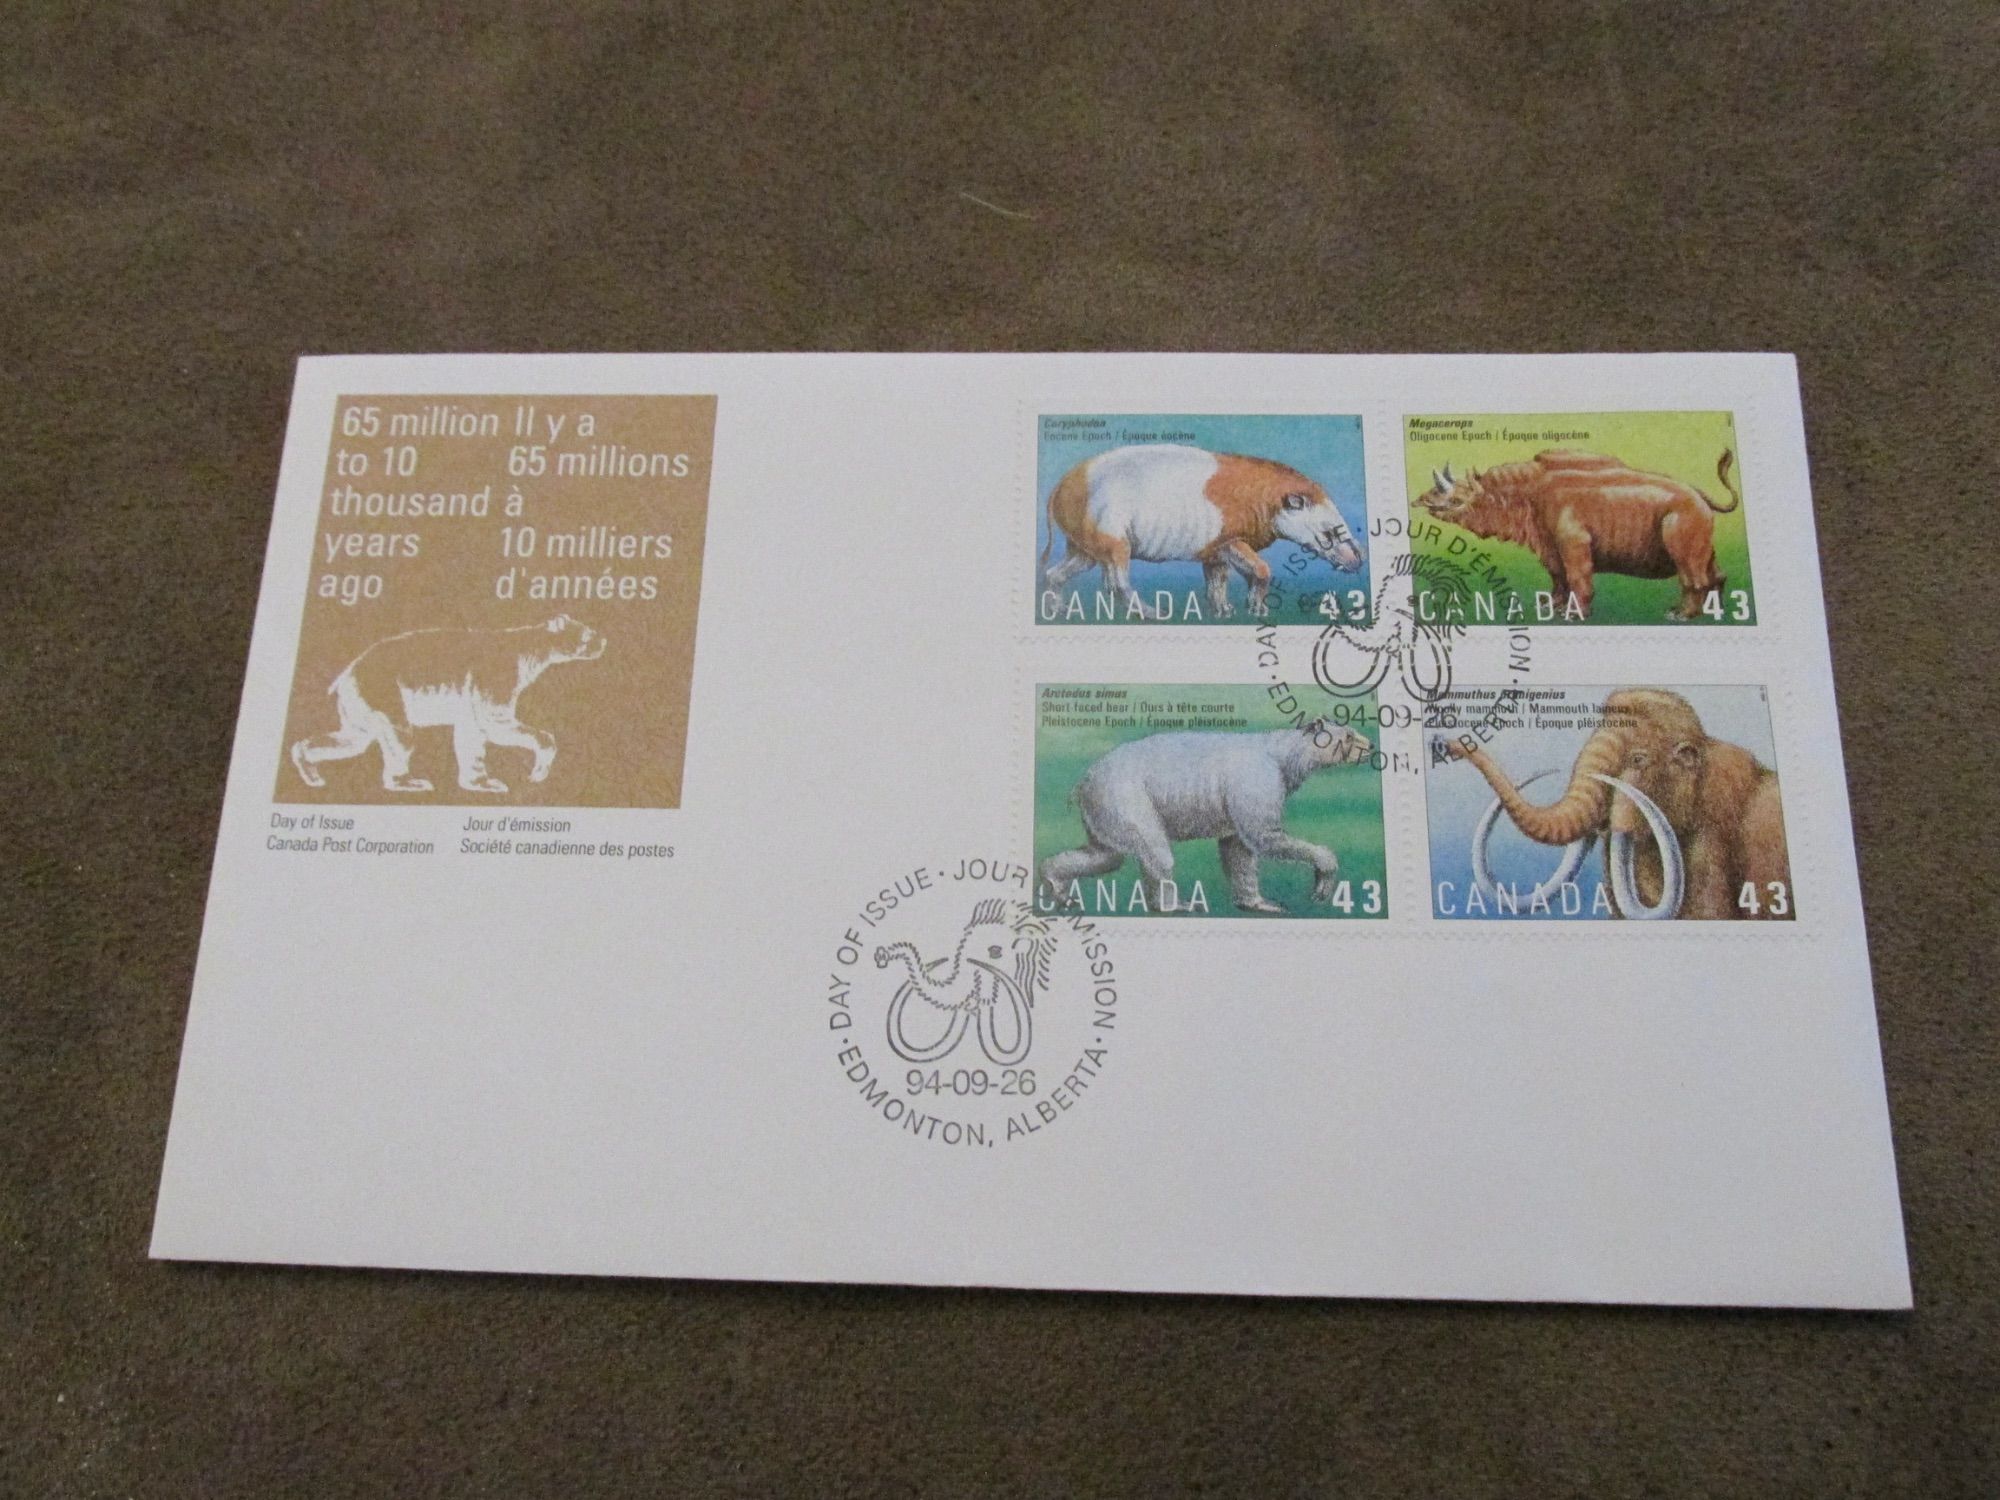 65 million
to 10
thousand
years
ago
Il y a
65 millions
à
10 milliers
d'années
Day of Issue
Canada Post Corporation
Jour d'émission
Société canadienne des postes
Coryphodon
Eocene Epoch / Époque éocène
CANADA 43
Megacerops
Oligocene Epoch / Époque oligocène
CANADA 43
Arctodus simus
Short-faced bear / Ours à tête courte
Pleistocene Epoch / Époque pléistocène
CANADA 43
Mammuthus primigenius
Woolly mammoth / Mammouth laineux
Pleistocene Epoch / Époque pléistocène
CANADA 43
DAY OF ISSUE · JOUR D'ÉMISSION
94-09-26
EDMONTON, ALBERTA
DAY OF ISSUE · JOUR D'ÉMISSION
94-09-26
EDMONTON, ALBERTA